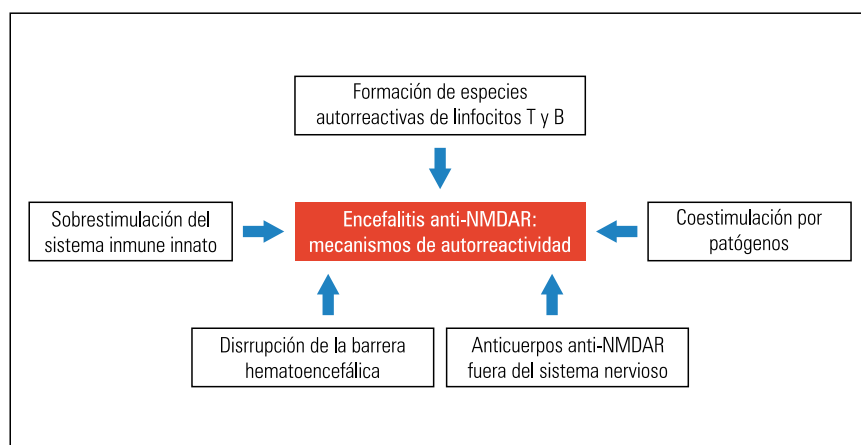 Formación de especies
autorreactivas de linfocitos T y B
Sobrestimulación del
sistema inmune innato
Encefalitis anti-NMDAR:
mecanismos de autorreactividad
Coestimulación por
patógenos
Disrrupción de la barrera
hematoencefálica
Anticuerpos anti-NMDAR
fuera del sistema nervioso